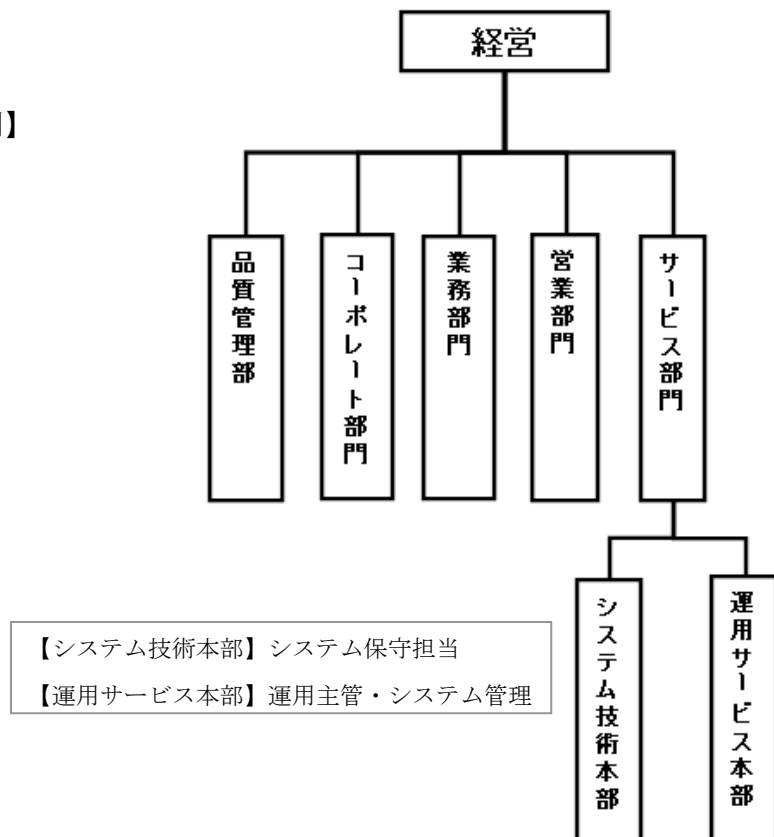 経営
】
品質管理部
コーポレート部門
業務部門
営業部門
サービス部門
システム技術本部
運用サービス本部
【システム技術本部】システム保守担当
【運用サービス本部】運用主管・システム管理